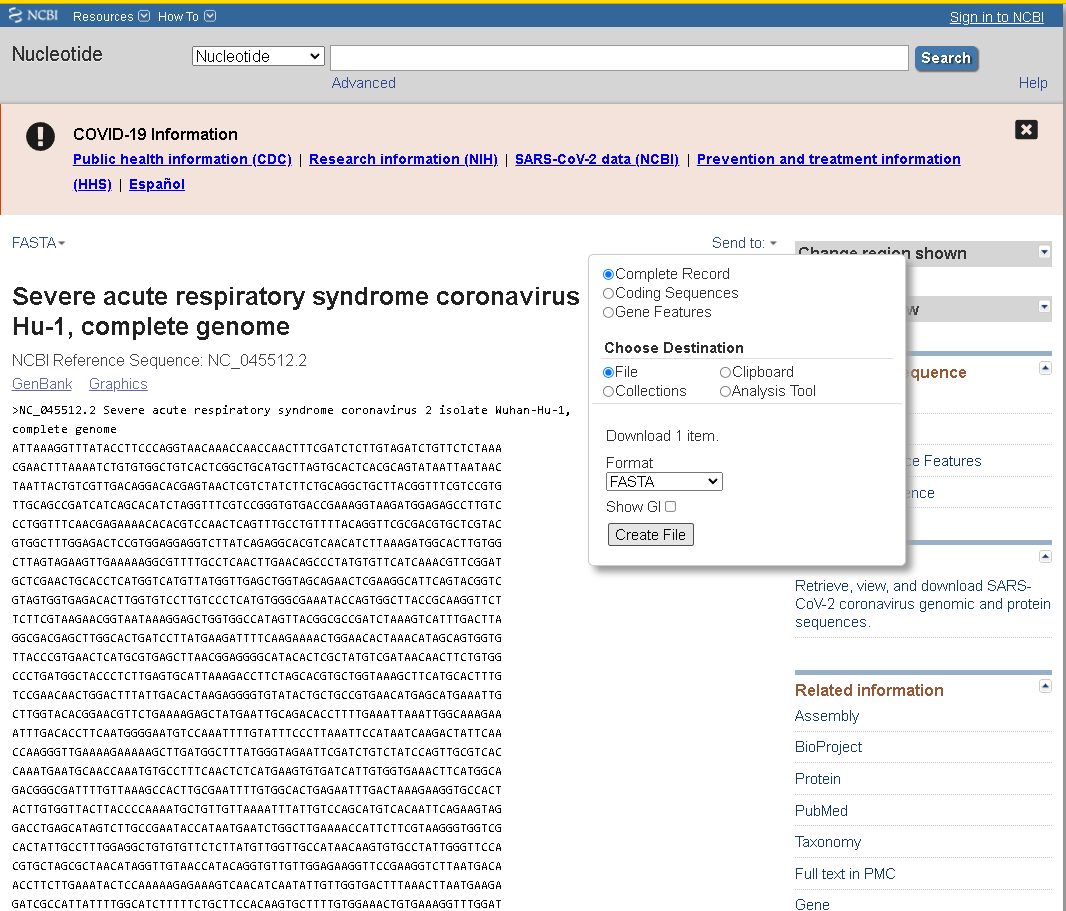 NCBI Resources How To Sign in to NCBI
Nucleotide Nucleotide Search
Advanced Help
COVID-19 Information
Public health information (CDC) | Research information (NIH) | SARS-CoV-2 data (NCBI) | Prevention and treatment information
(HHS) | Español
FASTA Send to:
Change region shown
Complete Record
Coding Sequences
Gene Features
Choose Destination
File Clipboard
Collections Analysis Tool
Download 1 item.
Format
FASTA
Show GI
Create File
Severe acute respiratory syndrome coronavirus
Hu-1, complete genome
NCBI Reference Sequence: NC_045512.2
GenBank Graphics
>NC_045512.2 Severe acute respiratory syndrome coronavirus 2 isolate Wuhan-Hu-1,
complete genome
ATTAAAGGTTTATACCTTCCCAGGTAACAAACCAACCAACTTTCGATCTCTTGTAGATCTGTTCTCTAAA
CGAACTTTAAAATCTGTGTGGCTGTCACTCGGCTGCATGCTTAGTGCACTCACGCAGTATAATTAATAAC
TAATTACTGTCGTTGACAGGACACGAGTAACTCGTCTATCTTCTGCAGGCTGCTTACGGTTTCGTCCGTG
TTGCAGCCGATCATCAGCACATCTAGGTTTCGTCCGGGTGTGACCGAAAGGTAAGATGGAGAGCCTTGTC
CCTGGTTTCAACGAGAAAACACACGTCCAACTCAGTTTGCCTGTTTTACAGGTTCGCGACGTGCTCGTAC
GTGGCTTTGGAGACTCCGTGGAGGAGGTCTTATCAGAGGCACGTCAACATCTTAAAGATGGCACTTGTGG
CTTAGTAGAAGTTGAAAAAGGCGTTTTGCCTCAACTTGAACAGCCCTATGTGTTCATCAAACGTTCGGAT
GCTCGAACTGCACCTCATGGTCATGTTATGGTTGAGCTGGTAGCAGAACTCGAAGGCATTCAGTACGGTC
GTAGTGGTGAGACACTTGGTGTCCTTGTCCCTCATGTGGGCGAAATACCAGTGGCTTACCGCAAGGTTCT
TCTTCGTAAGAACGGTAATAAAGGAGCTGGTGGCCATAGTTACGGCGCCGATCTAAAGTCATTTGACTTA
GGCGACGAGCTTGGCACTGATCCTTATGAAGATTTTCAAGAAAACTGGAACACTAAACATAGCAGTGGTG
TTACCCGTGAACTCATGCGTGAGCTTAACGGAGGGGCATACACTCGCTATGTCGATAACAACTTCTGTGG
CCCTGATGGCTACCCTCTTGAGTGCATTAAAGACCTTCTAGCACGTGCTGGTAAAGCTTCATGCACTTTG
TCCGAACAACTGGACTTTATTGACACTAAGAGGGGTGTATACTGCTGCCGTGAACATGAGCATGAAATTG
CTTGGTACACGGAACGTTCTGAAAAGAGCTATGAATTGCAGACACCTTTTGAAATTAAATTGGCAAAGAA
ATTTGACACCTTCAATGGGGAATGTCCAAATTTTGTATTTCCCTTAAATTCCATAATCAAGACTATTCAA
CCAAGGGTTGAAAAGAAAAAGCTTGATGGCTTTATGGGTAGAATTCGATCTGTCTATCCAGTTGCGTCAC
CAAATGAATGCAACCAAATGTGCCTTTCAACTCTCATGAAGTGTGATCATTGTGGTGAAACTTCATGGCA
GACGGGCGATTTTGTTAAAGCCACTTGCGAATTTTGTGGCACTGAGAATTTGACTAAAGAAGGTGCCACT
ACTTGTGGTTACTTACCCCAAAATGCTGTTGTTAAAATTTATTGTCCAGCATGTCACAATTCAGAAGTAG
GACCTGAGCATAGTCTTGCCGAATACCATAATGAATCTGGCTTGAAAACCATTCTTCGTAAGGGTGGTCG
CACTATTGCCTTTGGAGGCTGTGTGTTCTCTTATGTTGGTTGCCATAACAAGTGTGCCTATTGGGTTCCA
CGTGCTAGCGCTAACATAGGTTGTAACCATACAGGTGTTGTTGGAGAAGGTTCCGAAGGTCTTAATGACA
ACCTTCTTGAAATACTCCAAAAAGAGAAAGTCAACATCAATATTGTTGGTGACTTTAAACTTAATGAAGA
GATCGCCATTATTTTGGCATCTTTTTCTGCTTCCACAAGTGCTTTTGTGGAAACTGTGAAAGGTTTGGAT
w
quence
ce Features
ence
Retrieve, view, and download SARS-
CoV-2 coronavirus genomic and protein
sequences.
Related information
Assembly
BioProject
Protein
PubMed
Taxonomy
Full text in PMC
Gene